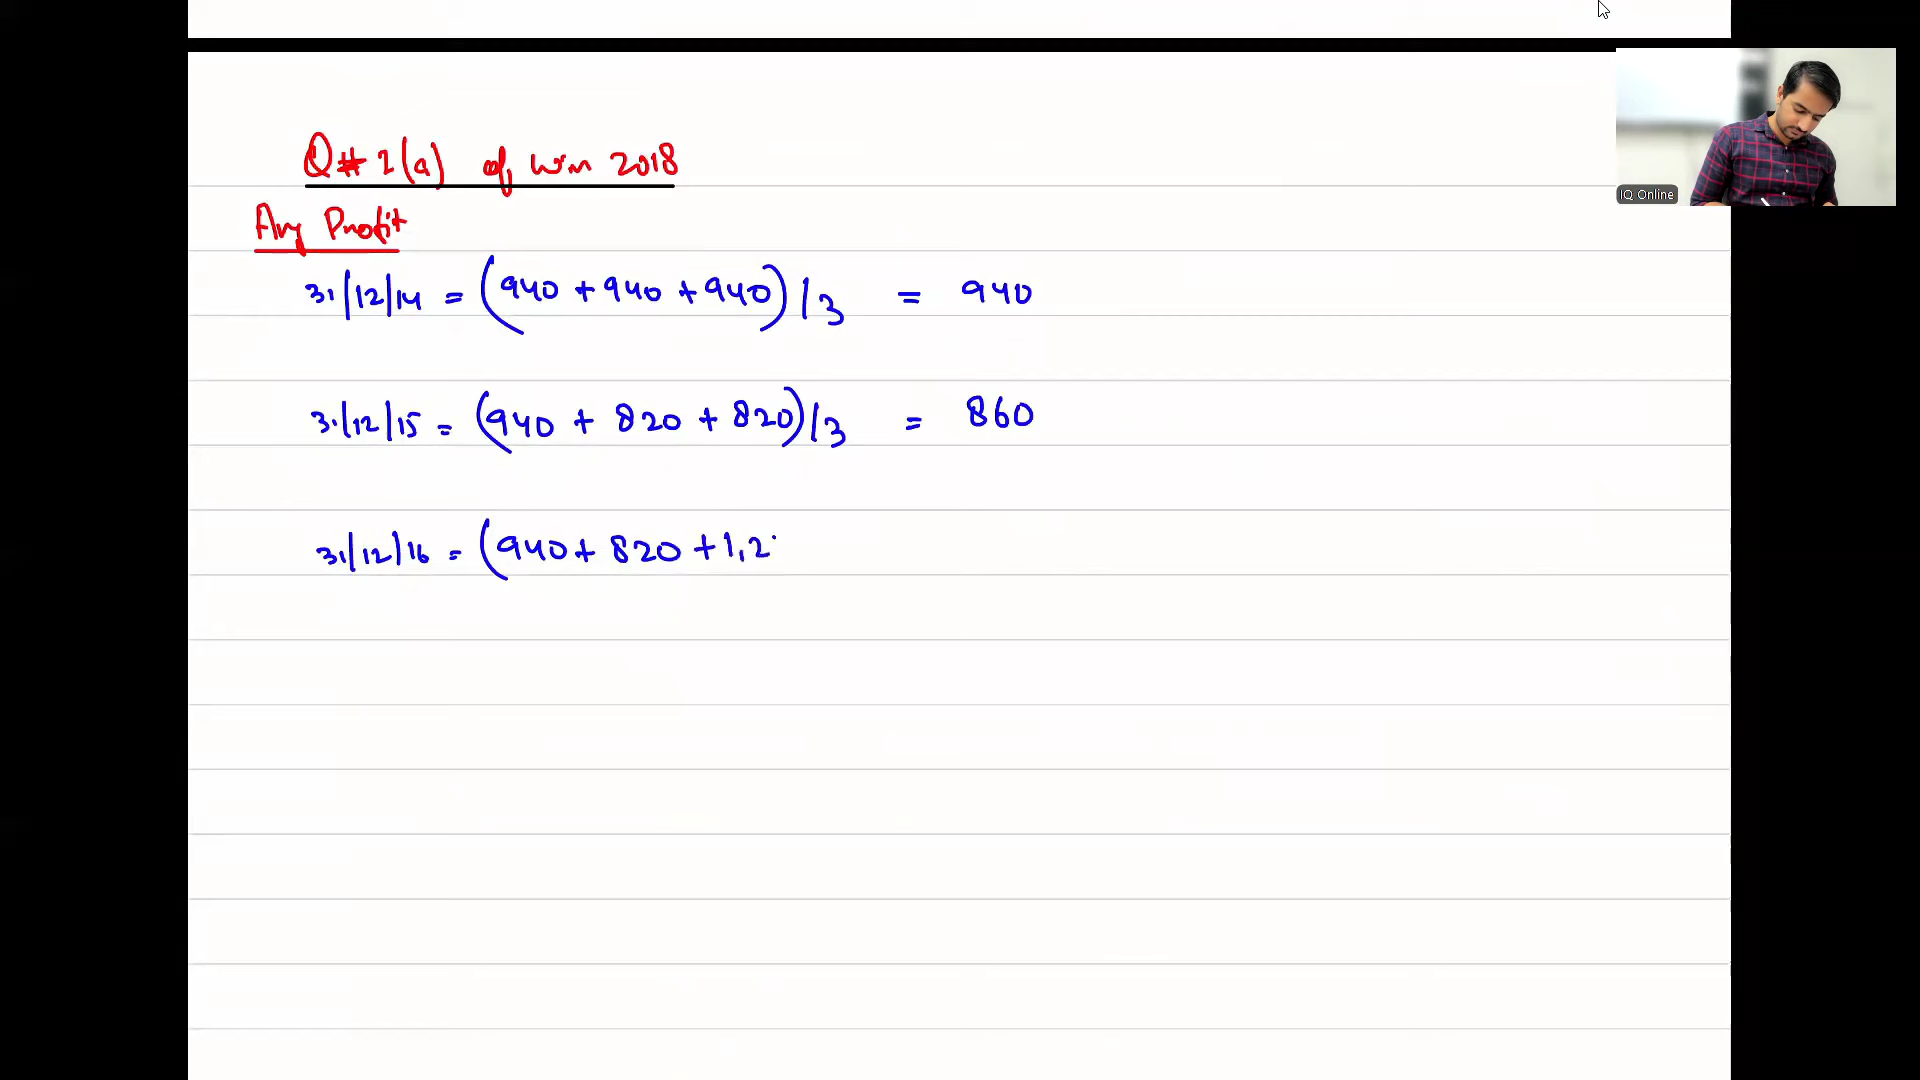 Q# 2(a) of Win 2018
Avg Profit
31/12/14 = (940 + 940 + 940)/3 = 940
31/12/15 = (940 + 820 + 820)/3 = 860
31/12/16 = (940 + 820 + 1,2
IQ Online